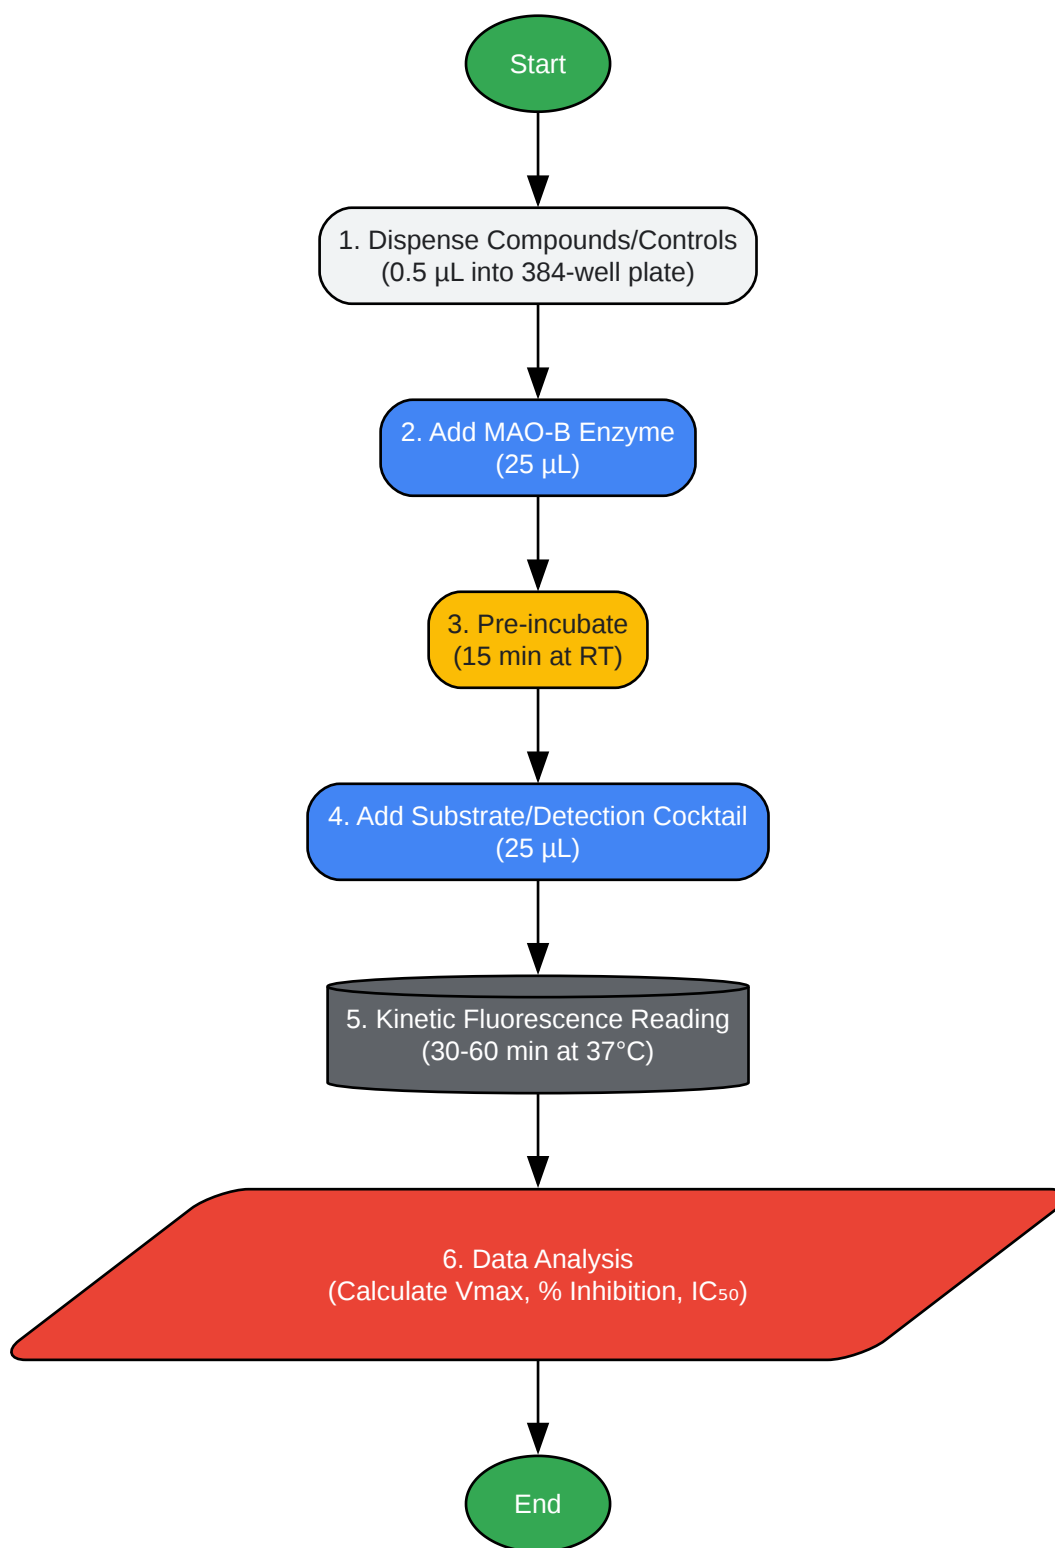 Start
1. Dispense Compounds/Controls
(0.5 µL into 384-well plate)
2. Add MAO-B Enzyme
(25 µL)
3. Pre-incubate
(15 min at RT)
4. Add Substrate/Detection Cocktail
(25 µL)
5. Kinetic Fluorescence Reading
(30-60 min at 37°C)
6. Data Analysis
(Calculate Vmax, % Inhibition, IC₅₀)
End